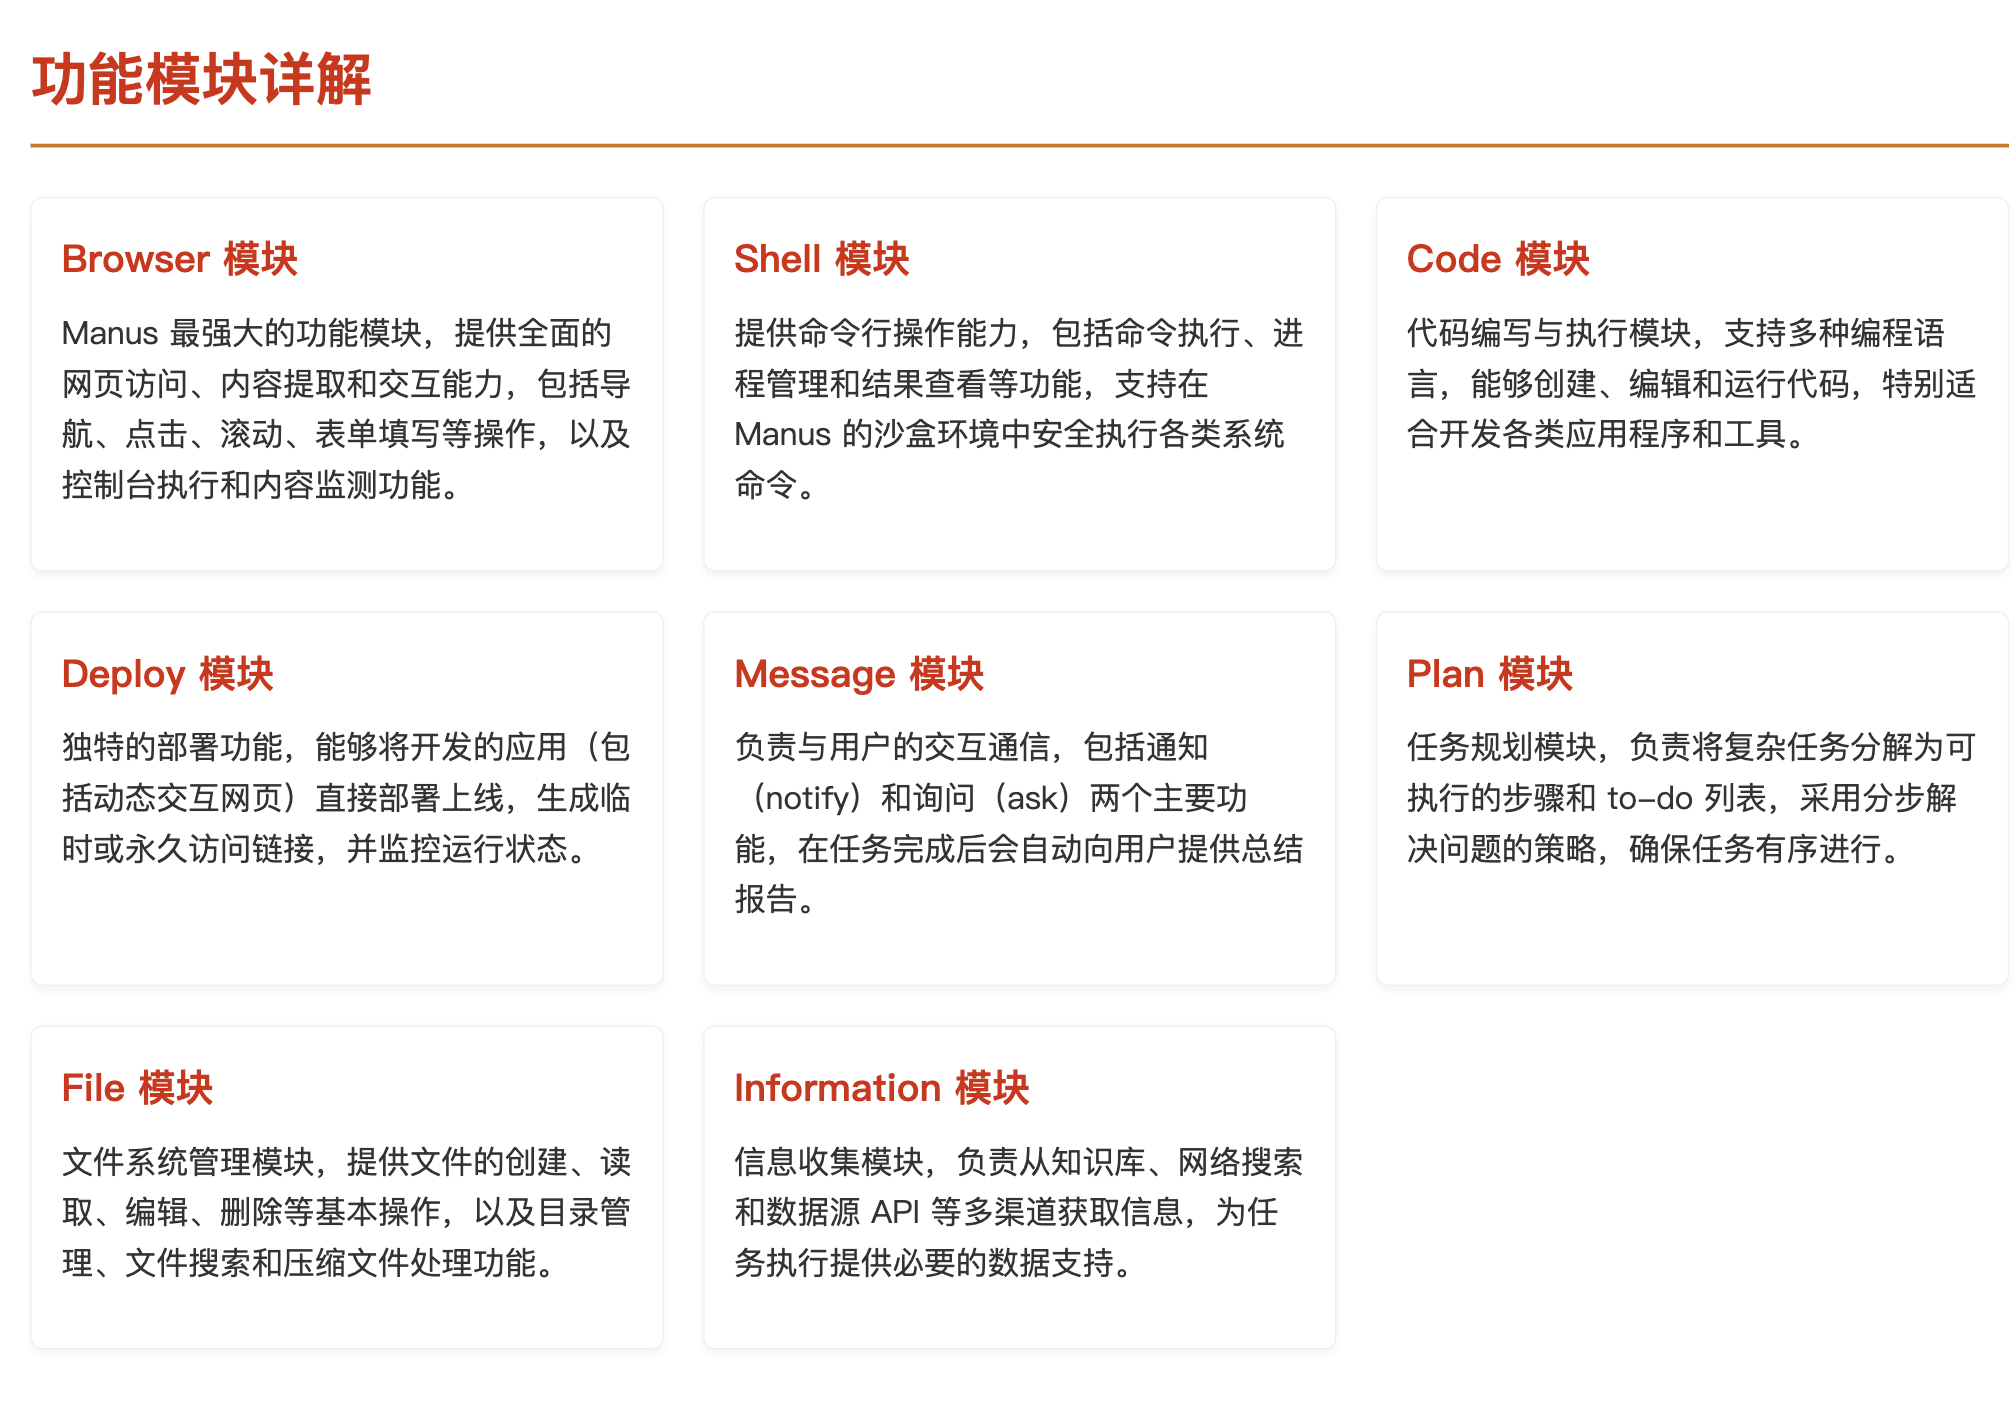 功能模块详解
Browser 模块
Manus 最强大的功能模块，提供全面的
网页访问、内容提取和交互能力，包括导
航、点击、滚动、表单填写等操作，以及
控制台执行和内容监测功能。
Shell 模块
提供命令行操作能力，包括命令执行、进
程管理和结果查看等功能，支持在
Manus 的沙盒环境中安全执行各类系统
命令。
Code 模块
代码编写与执行模块，支持多种编程语
言，能够创建、编辑和运行代码，特别适
合开发各类应用程序和工具。
Deploy 模块
独特的部署功能，能够将开发的应用（包
括动态交互网页）直接部署上线，生成临
时或永久访问链接，并监控运行状态。
Message 模块
负责与用户的交互通信，包括通知
（notify）和询问（ask）两个主要功
能，在任务完成后会自动向用户提供总结
报告。
Plan 模块
任务规划模块，负责将复杂任务分解为可
执行的步骤和 to-do 列表，采用分步解
决问题的策略，确保任务有序进行。
File 模块
文件系统管理模块，提供文件的创建、读
取、编辑、删除等基本操作，以及目录管
理、文件搜索和压缩文件处理功能。
Information 模块
信息收集模块，负责从知识库、网络搜索
和数据源 API 等多渠道获取信息，为任
务执行提供必要的数据支持。